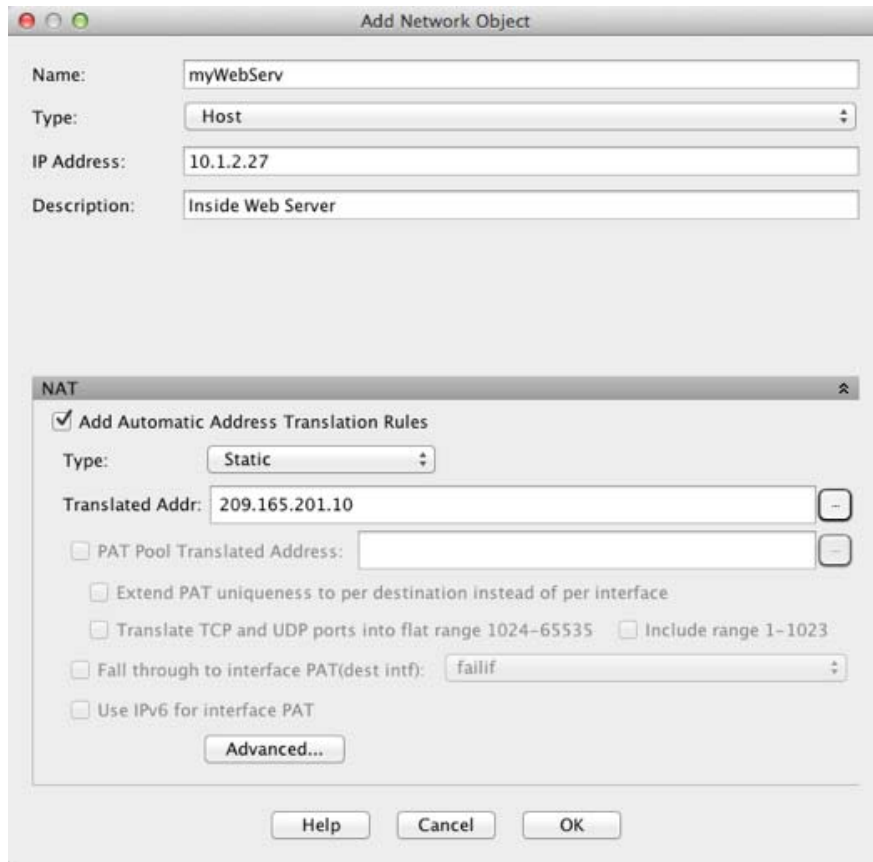 Add Network Object
Name: myWebServ
Type: Host
IP Address: 10.1.2.27
Description: Inside Web Server
NAT
Add Automatic Address Translation Rules
Type: Static
Translated Addr: 209.165.201.10 ...
PAT Pool Translated Address: ...
Extend PAT uniqueness to per destination instead of per interface
Translate TCP and UDP ports into flat range 1024-65535 Include range 1-1023
Fall through to interface PAT(dest intf): failif
Use IPv6 for interface PAT
Advanced...
Help Cancel OK